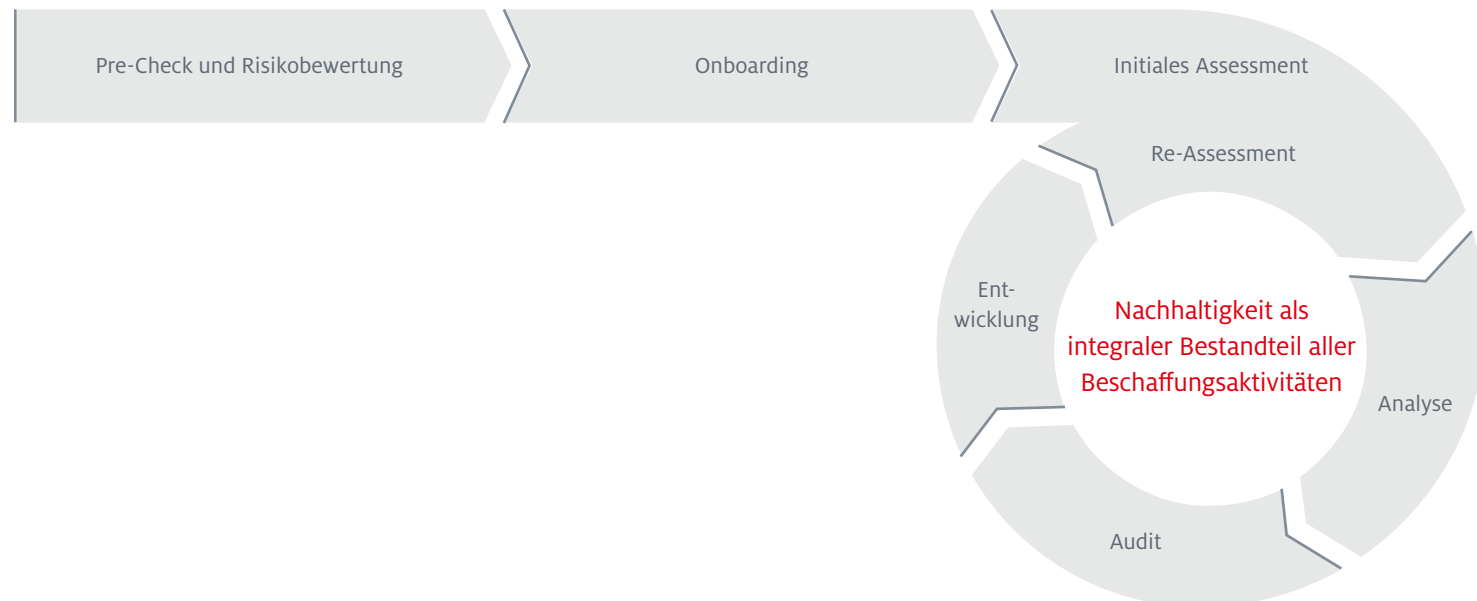 Pre-Check und Risikobewertung
Onboarding
Initiales Assessment
Re-Assessment
Ent-
wicklung
Nachhaltigkeit als
integraler Bestandteil aller
Beschaffungsaktivitäten
Analyse
Audit